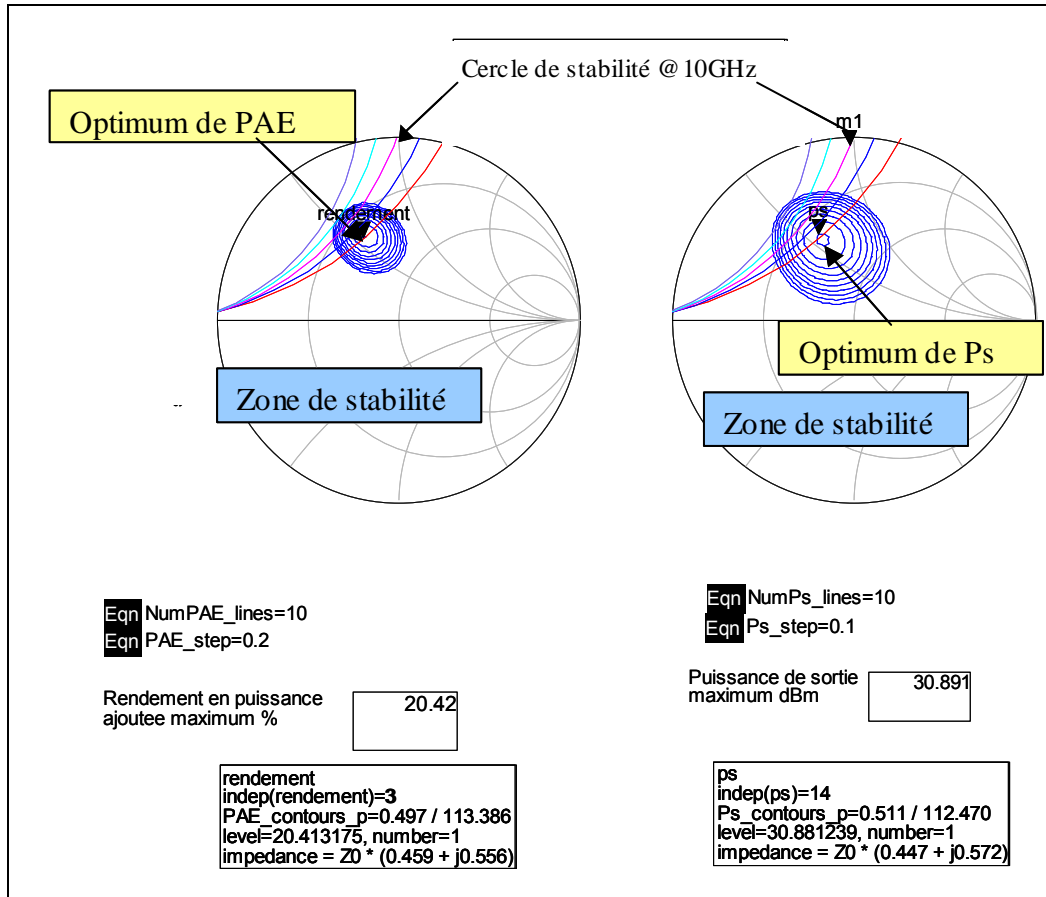 Cercle de stabilité @10GHz
Optimum de PAE
m1
rendement
ps
Optimum de Ps
Zone de stabilité
Zone de stabilité
Eqn NumPAE_lines=10
Eqn PAE_step=0.2
Eqn NumPs_lines=10
Eqn Ps_step=0.1
Rendement en puissance
ajoutee maximum %
20.42
Puissance de sortie
maximum dBm
30.891
rendement
indep(rendement)=3
PAE_contours_p=0.497 / 113.386
level=20.413175, number=1
impedance = Z0 * (0.459 + j0.556)
ps
indep(ps)=14
Ps_contours_p=0.511 / 112.470
level=30.881239, number=1
impedance = Z0 * (0.447 + j0.572)